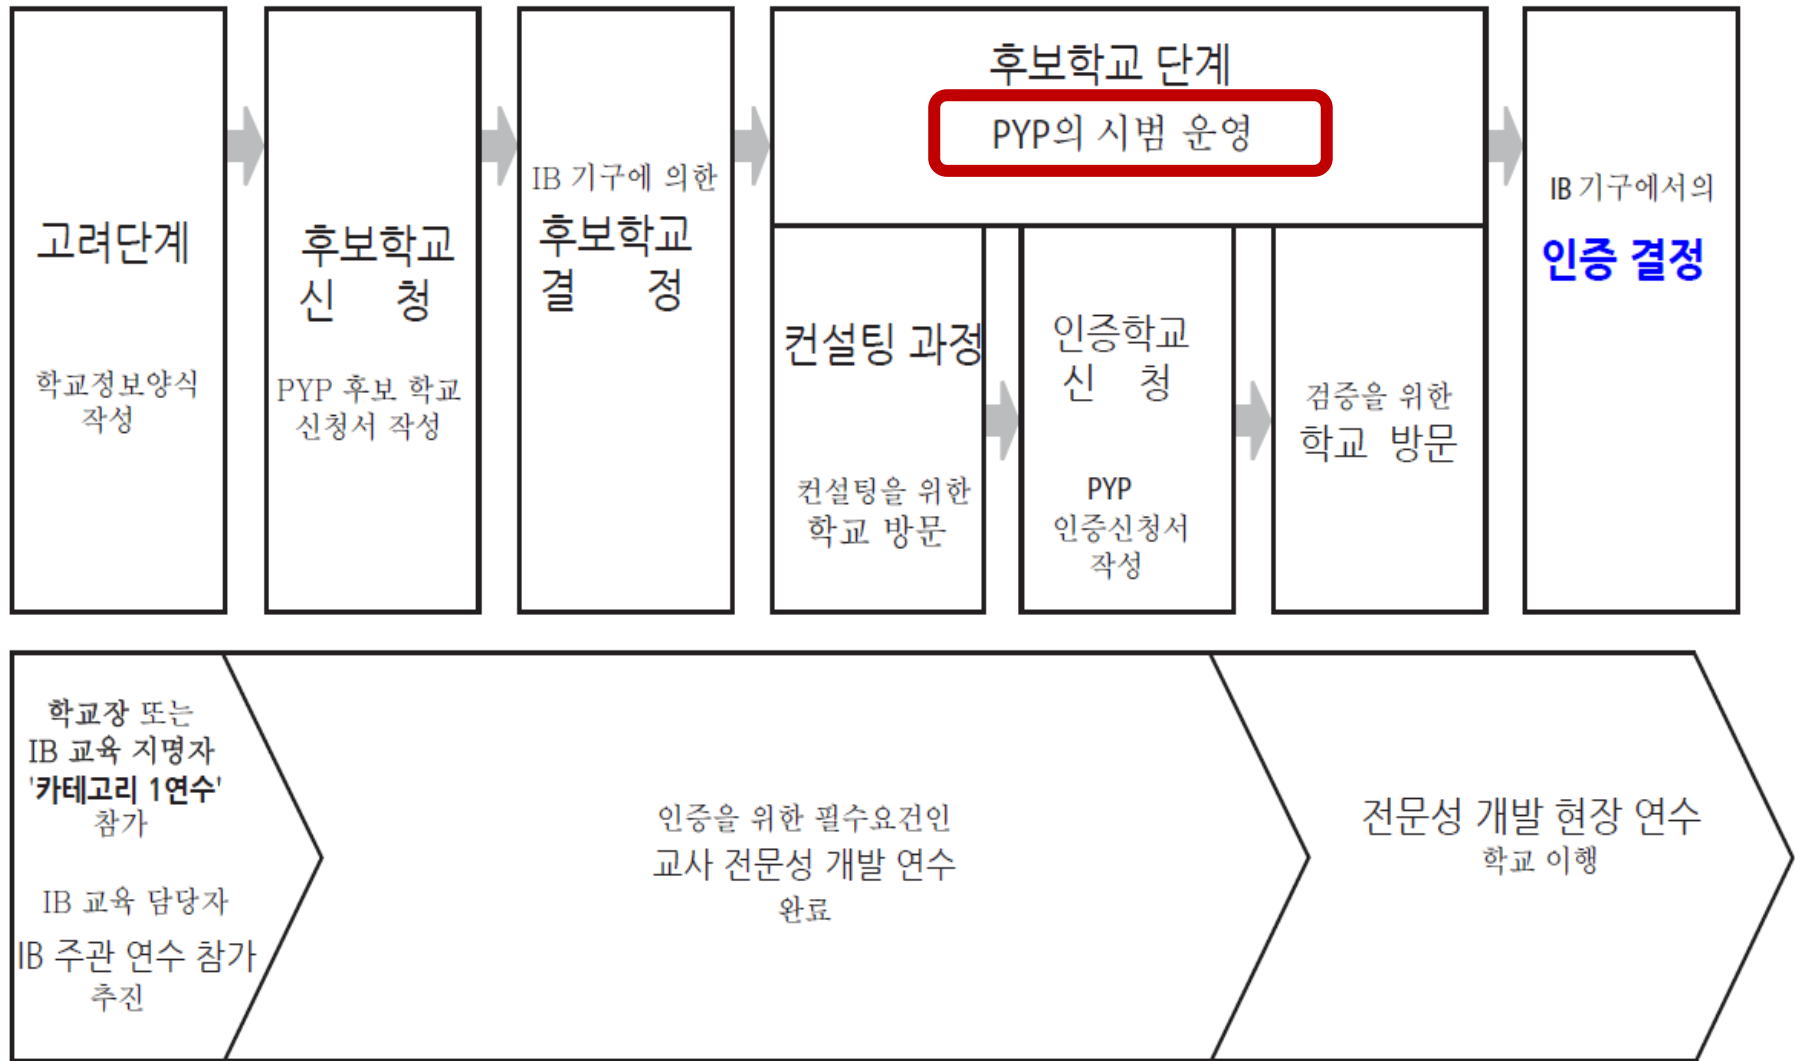 고려단계
학교정보양식
작성
후보학교
신 청
PYP 후보 학교
신청서 작성
IB 기구에 의한
후보학교
결 정
후보학교 단계
PYP의 시범 운영
컨설팅 과정
컨설팅을 위한
학교 방문
인증학교
신 청
PYP
인증신청서
작성
검증을 위한
학교 방문
IB 기구에서의
인증 결정
학교장 또는
IB 교육 지명자
'카테고리 1연수'
참가
IB 교육 담당자
IB 주관 연수 참가
추진
인증을 위한 필수요건인
교사 전문성 개발 연수
완료
전문성 개발 현장 연수
학교 이행